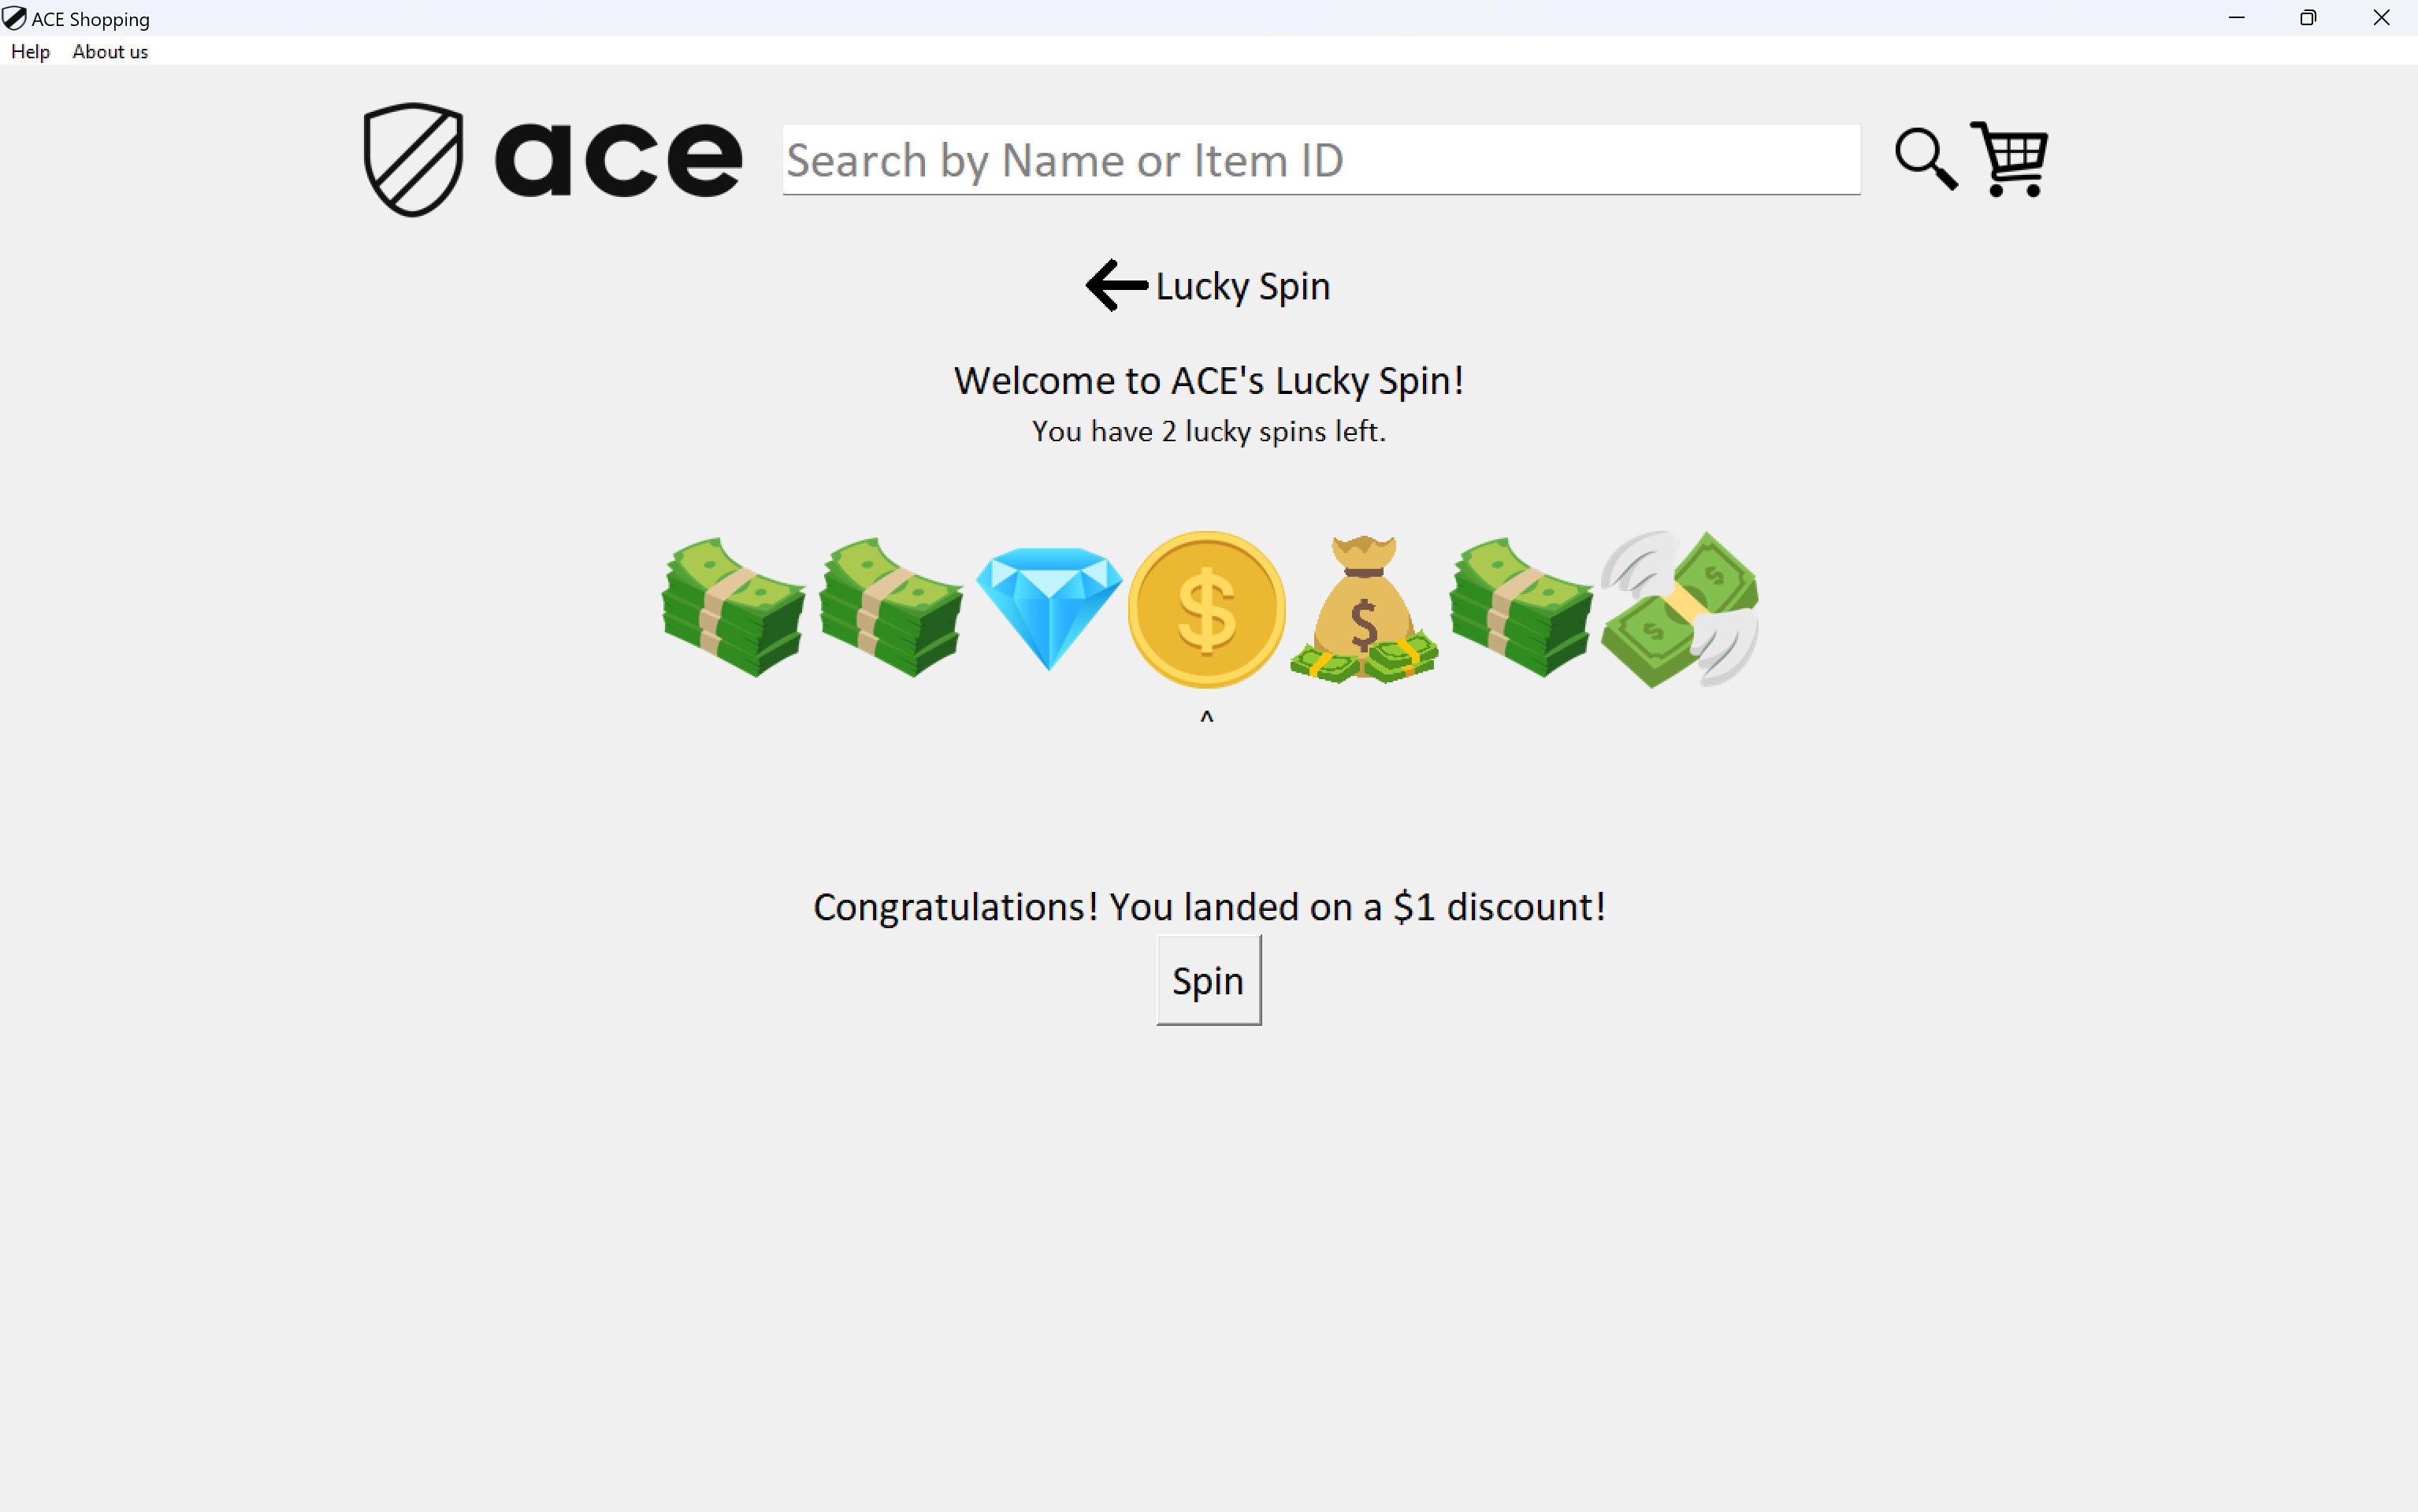 ACE Shopping
Help About us
ace
Search by Name or Item ID
Lucky Spin
Welcome to ACE's Lucky Spin!
You have 2 lucky spins left.
$ $ $ $
^
Congratulations! You landed on a $1 discount!
Spin